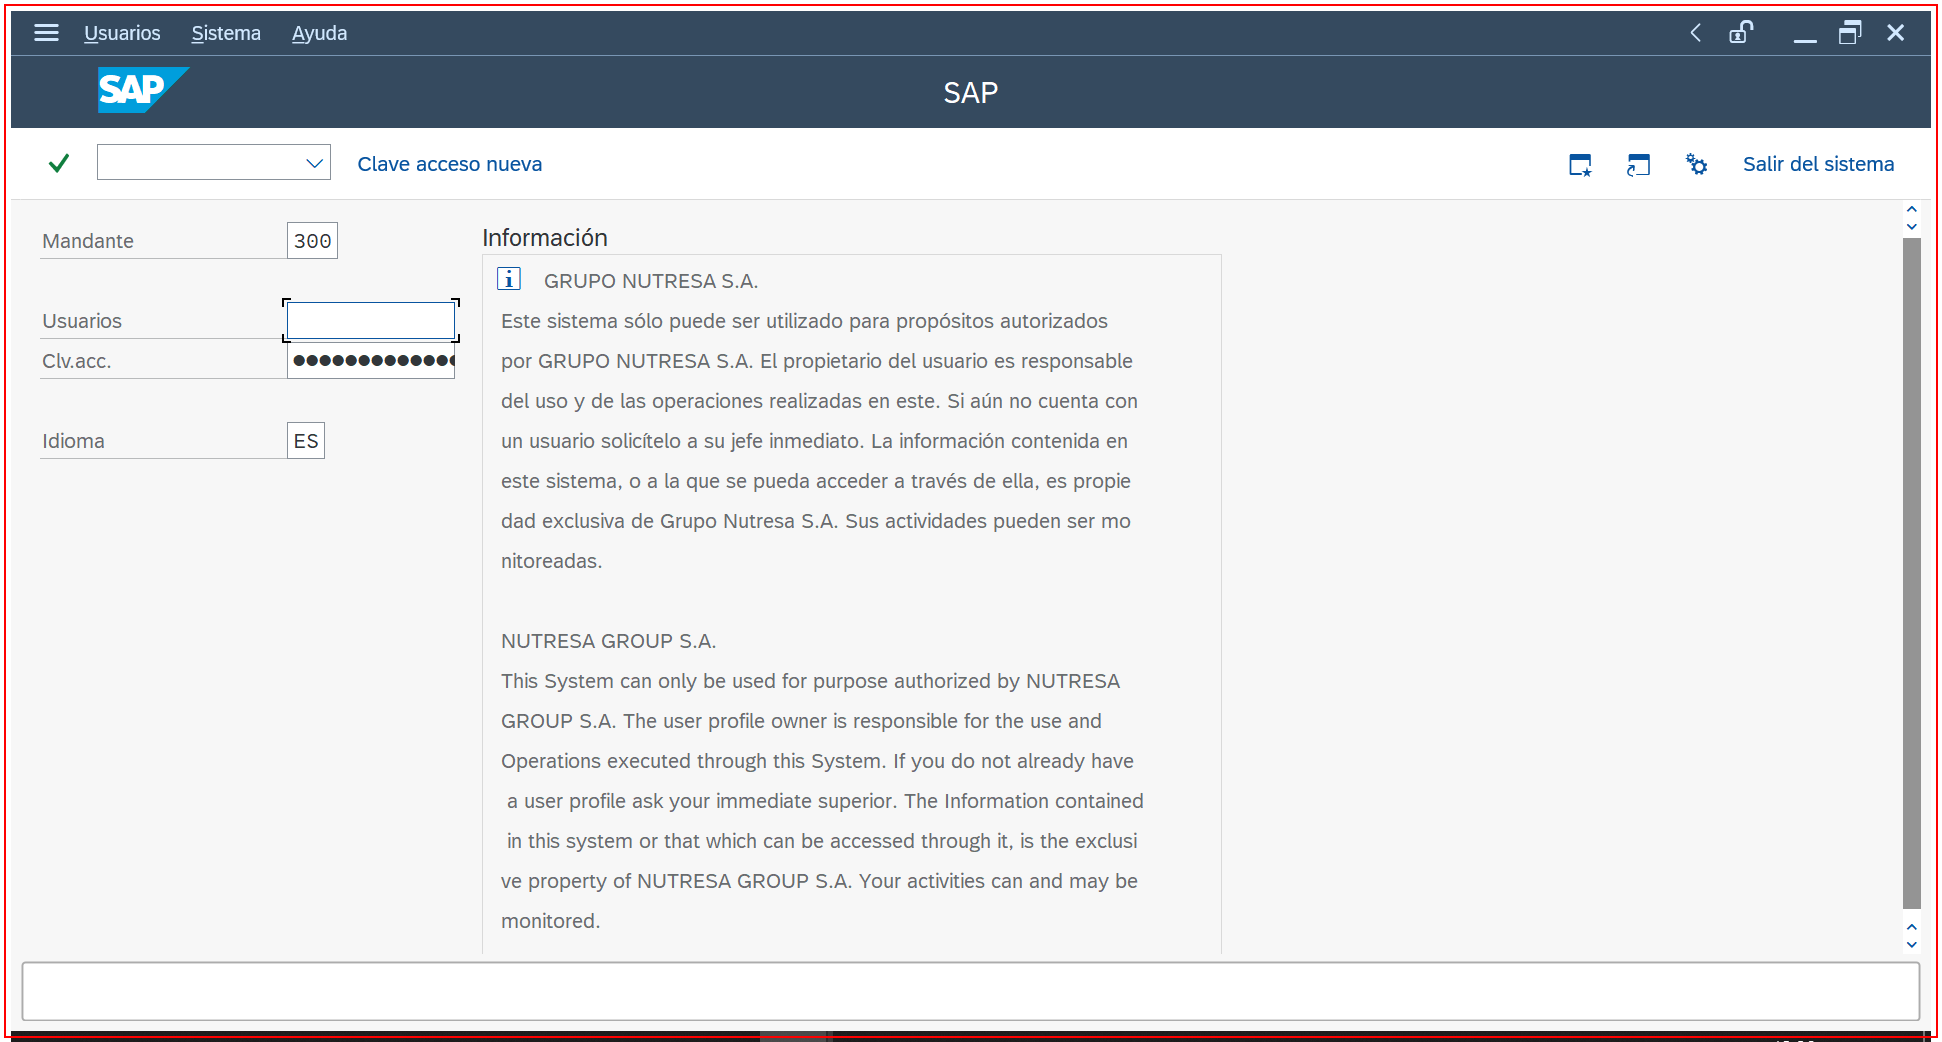 Usuarios Sistema Ayuda
SAP
SAP
Clave acceso nueva
Salir del sistema
Mandante 300
Usuarios
Clv.acc.
Idioma ES
Información
GRUPO NUTRESA S.A.
Este sistema sólo puede ser utilizado para propósitos autorizados
por GRUPO NUTRESA S.A. El propietario del usuario es responsable
del uso y de las operaciones realizadas en este. Si aún no cuenta con
un usuario solicítelo a su jefe inmediato. La información contenida en
este sistema, o a la que se pueda acceder a través de ella, es propie
dad exclusiva de Grupo Nutresa S.A. Sus actividades pueden ser mo
nitoreadas.
NUTRESA GROUP S.A.
This System can only be used for purpose authorized by NUTRESA
GROUP S.A. The user profile owner is responsible for the use and
Operations executed through this System. If you do not already have
a user profile ask your immediate superior. The Information contained
in this system or that which can be accessed through it, is the exclusi
ve property of NUTRESA GROUP S.A. Your activities can and may be
monitored.